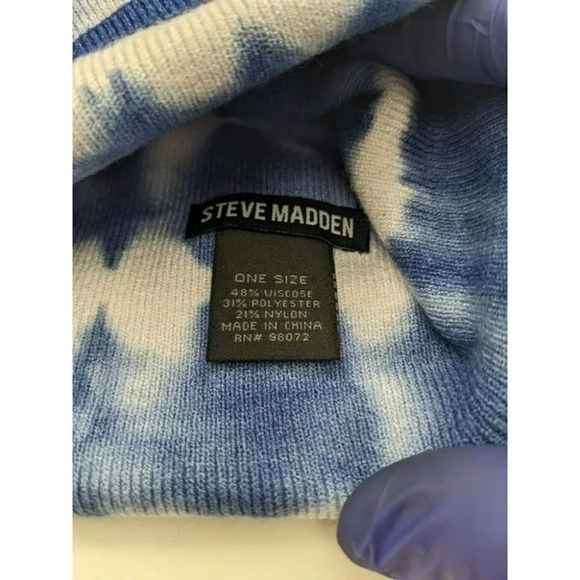 STEVE MADDEN
ONE SIZE
48% VISCOSE
31% POLYESTER
21% NYLON
MADE IN CHINA
RN# 98072